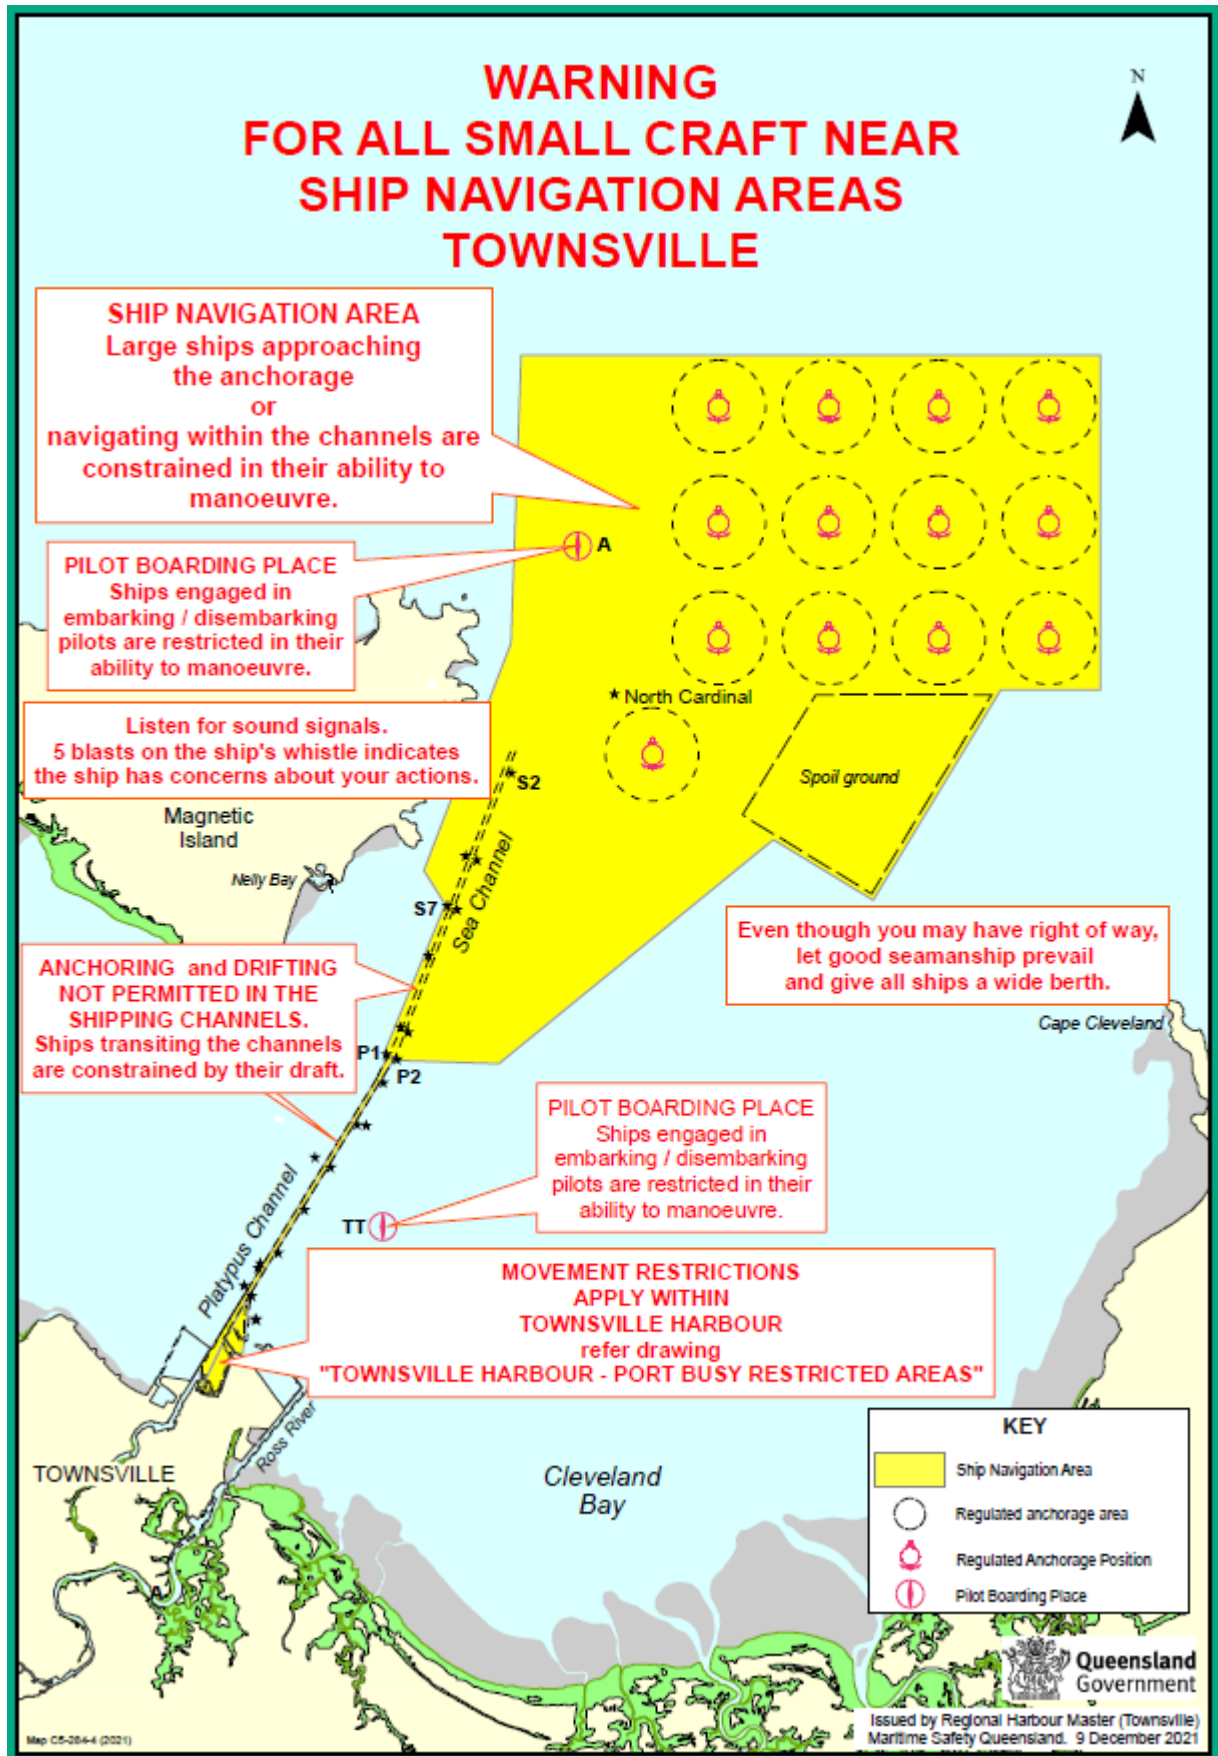 WARNING
FOR ALL SMALL CRAFT NEAR
SHIP NAVIGATION AREAS
TOWNSVILLE
N
SHIP NAVIGATION AREA
Large ships approaching
the anchorage
or
navigating within the channels are
constrained in their ability to
manoeuvre.
A
PILOT BOARDING PLACE
Ships engaged in
embarking / disembarking
pilots are restricted in their
ability to manoeuvre.
North Cardinal
Listen for sound signals.
5 blasts on the ship's whistle indicates
the ship has concerns about your actions.
S2
Spoil ground
Magnetic
Island
Nelly Bay
Sea Channel
S7
Even though you may have right of way,
let good seamanship prevail
and give all ships a wide berth.
ANCHORING and DRIFTING
NOT PERMITTED IN THE
SHIPPING CHANNELS.
Ships transiting the channels
are constrained by their draft.
Cape Cleveland
P1
P2
PILOT BOARDING PLACE
Ships engaged in
embarking / disembarking
pilots are restricted in their
ability to manoeuvre.
Platypus Channel
TT
MOVEMENT RESTRICTIONS
APPLY WITHIN
TOWNSVILLE HARBOUR
refer drawing
"TOWNSVILLE HARBOUR - PORT BUSY RESTRICTED AREAS"
Ross River
TOWNSVILLE
Cleveland
Bay
KEY
Ship Navigation Area
Regulated anchorage area
Regulated Anchorage Position
Pilot Boarding Place
Queensland
Government
Issued by Regional Harbour Master (Townsville)
Maritime Safety Queensland. 9 December 2021
Map CS-284-4 (2021)